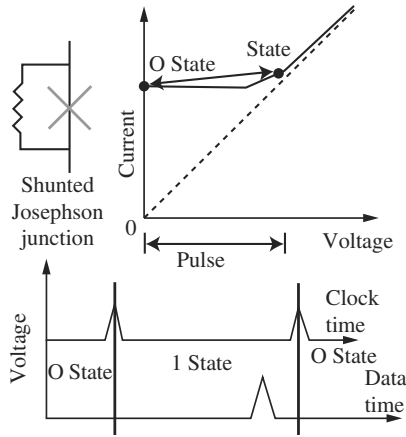 O State
State
Current
0
Voltage
Pulse
Shunted
Josephson
junction
Voltage
Clock
time
O State
1 State
O State
Data
time